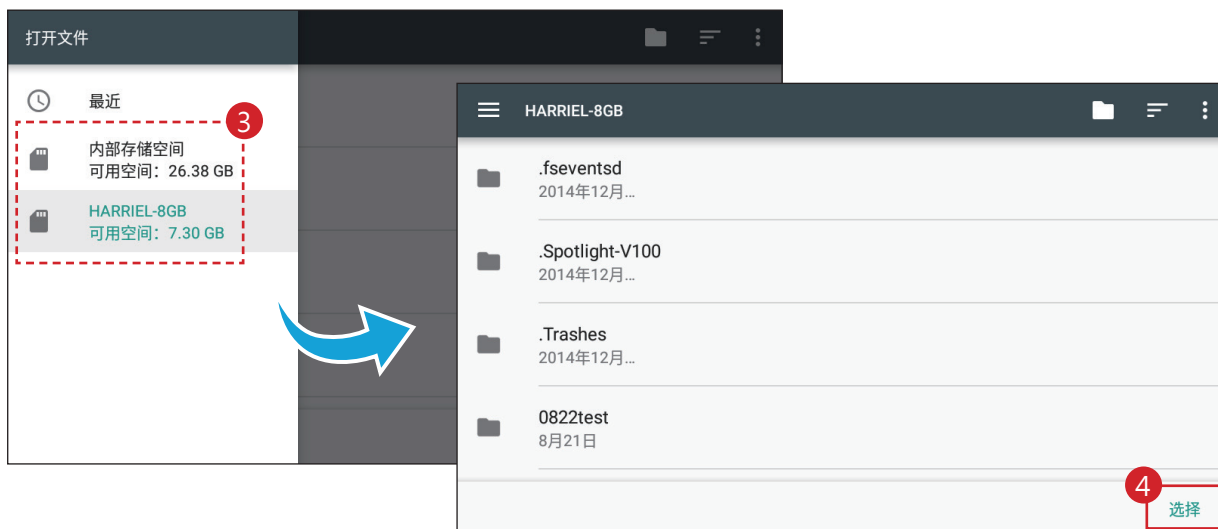 打开文件
最近
3
内部存储空间
可用空间：26.38 GB
HARRIEL-8GB
可用空间：7.30 GB
HARRIEL-8GB
.fseventsd
2014年12月...
.Spotlight-V100
2014年12月...
.Trashes
2014年12月...
0822test
8月21日
4
选择